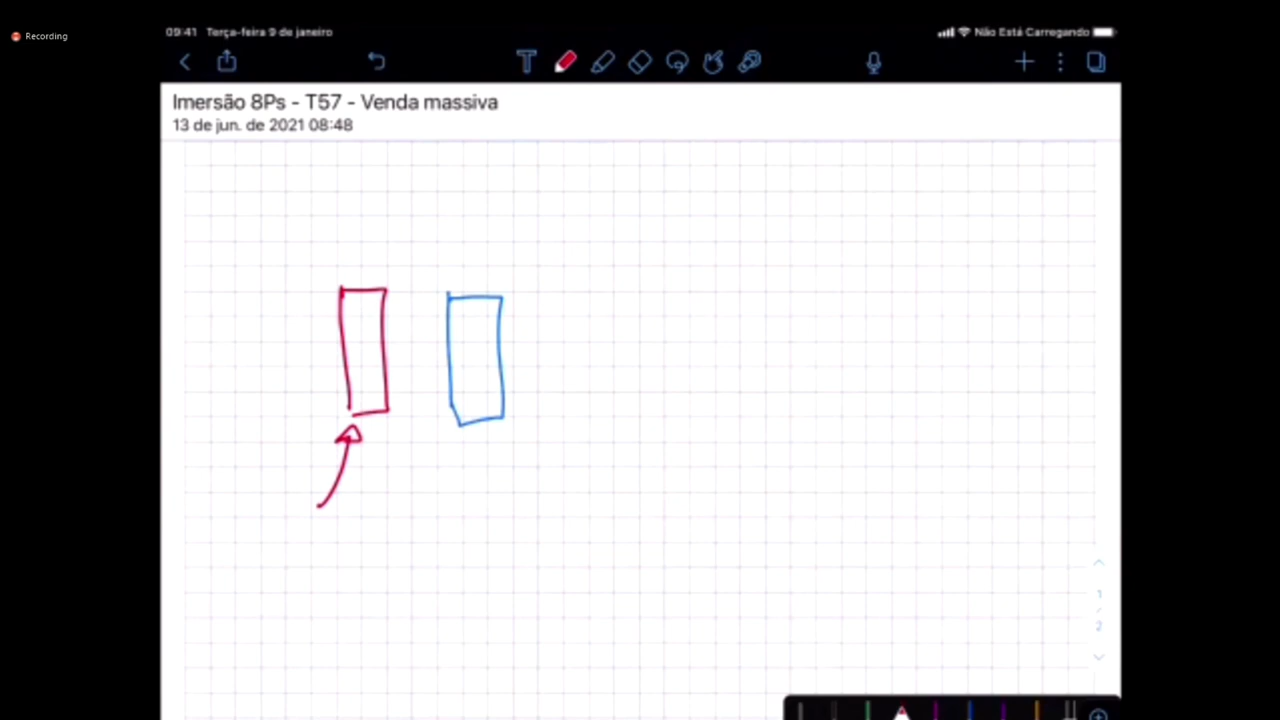 Recording
09:41 Terça-feira 9 de janeiro
Não Está Carregando
Imersão 8Ps - T57 - Venda massiva
13 de jun. de 2021 08:48
1
/
2